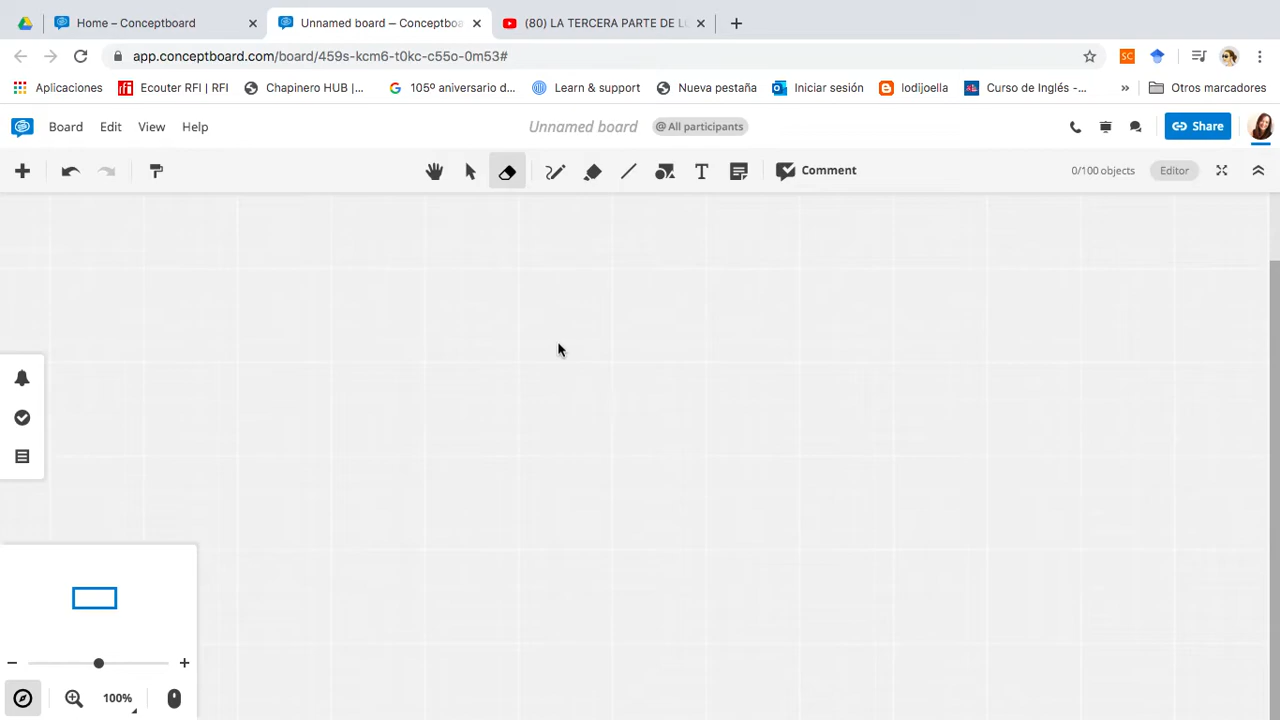 Home – Conceptboard
Unnamed board — Conceptboa
(80) LA TERCERA PARTE DE L
app.conceptboard.com/board/459s-kcm6-t0kc-c55o-0m53#
SC
Aplicaciones
rfi
Ecouter RFI | RFI
Chapinero HUB |...
105º aniversario d...
Learn & support
Nueva pestaña
Iniciar sesión
lodijoella
Curso de Inglés -...
»
Otros marcadores
Board
Edit
View
Help
Unnamed board
@ All participants
Share
T
Comment
0/100 objects
Editor
100%